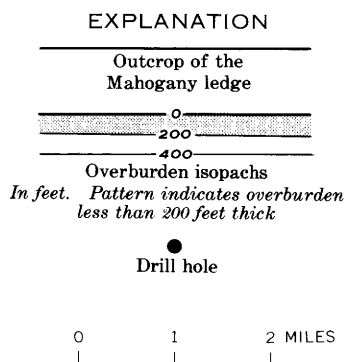 EXPLANATION
Outcrop of the
Mahogany ledge
0
200
400
Overburden isopachs
In feet. Pattern indicates overburden
less than 200 feet thick
Drill hole
0 1 2 MILES